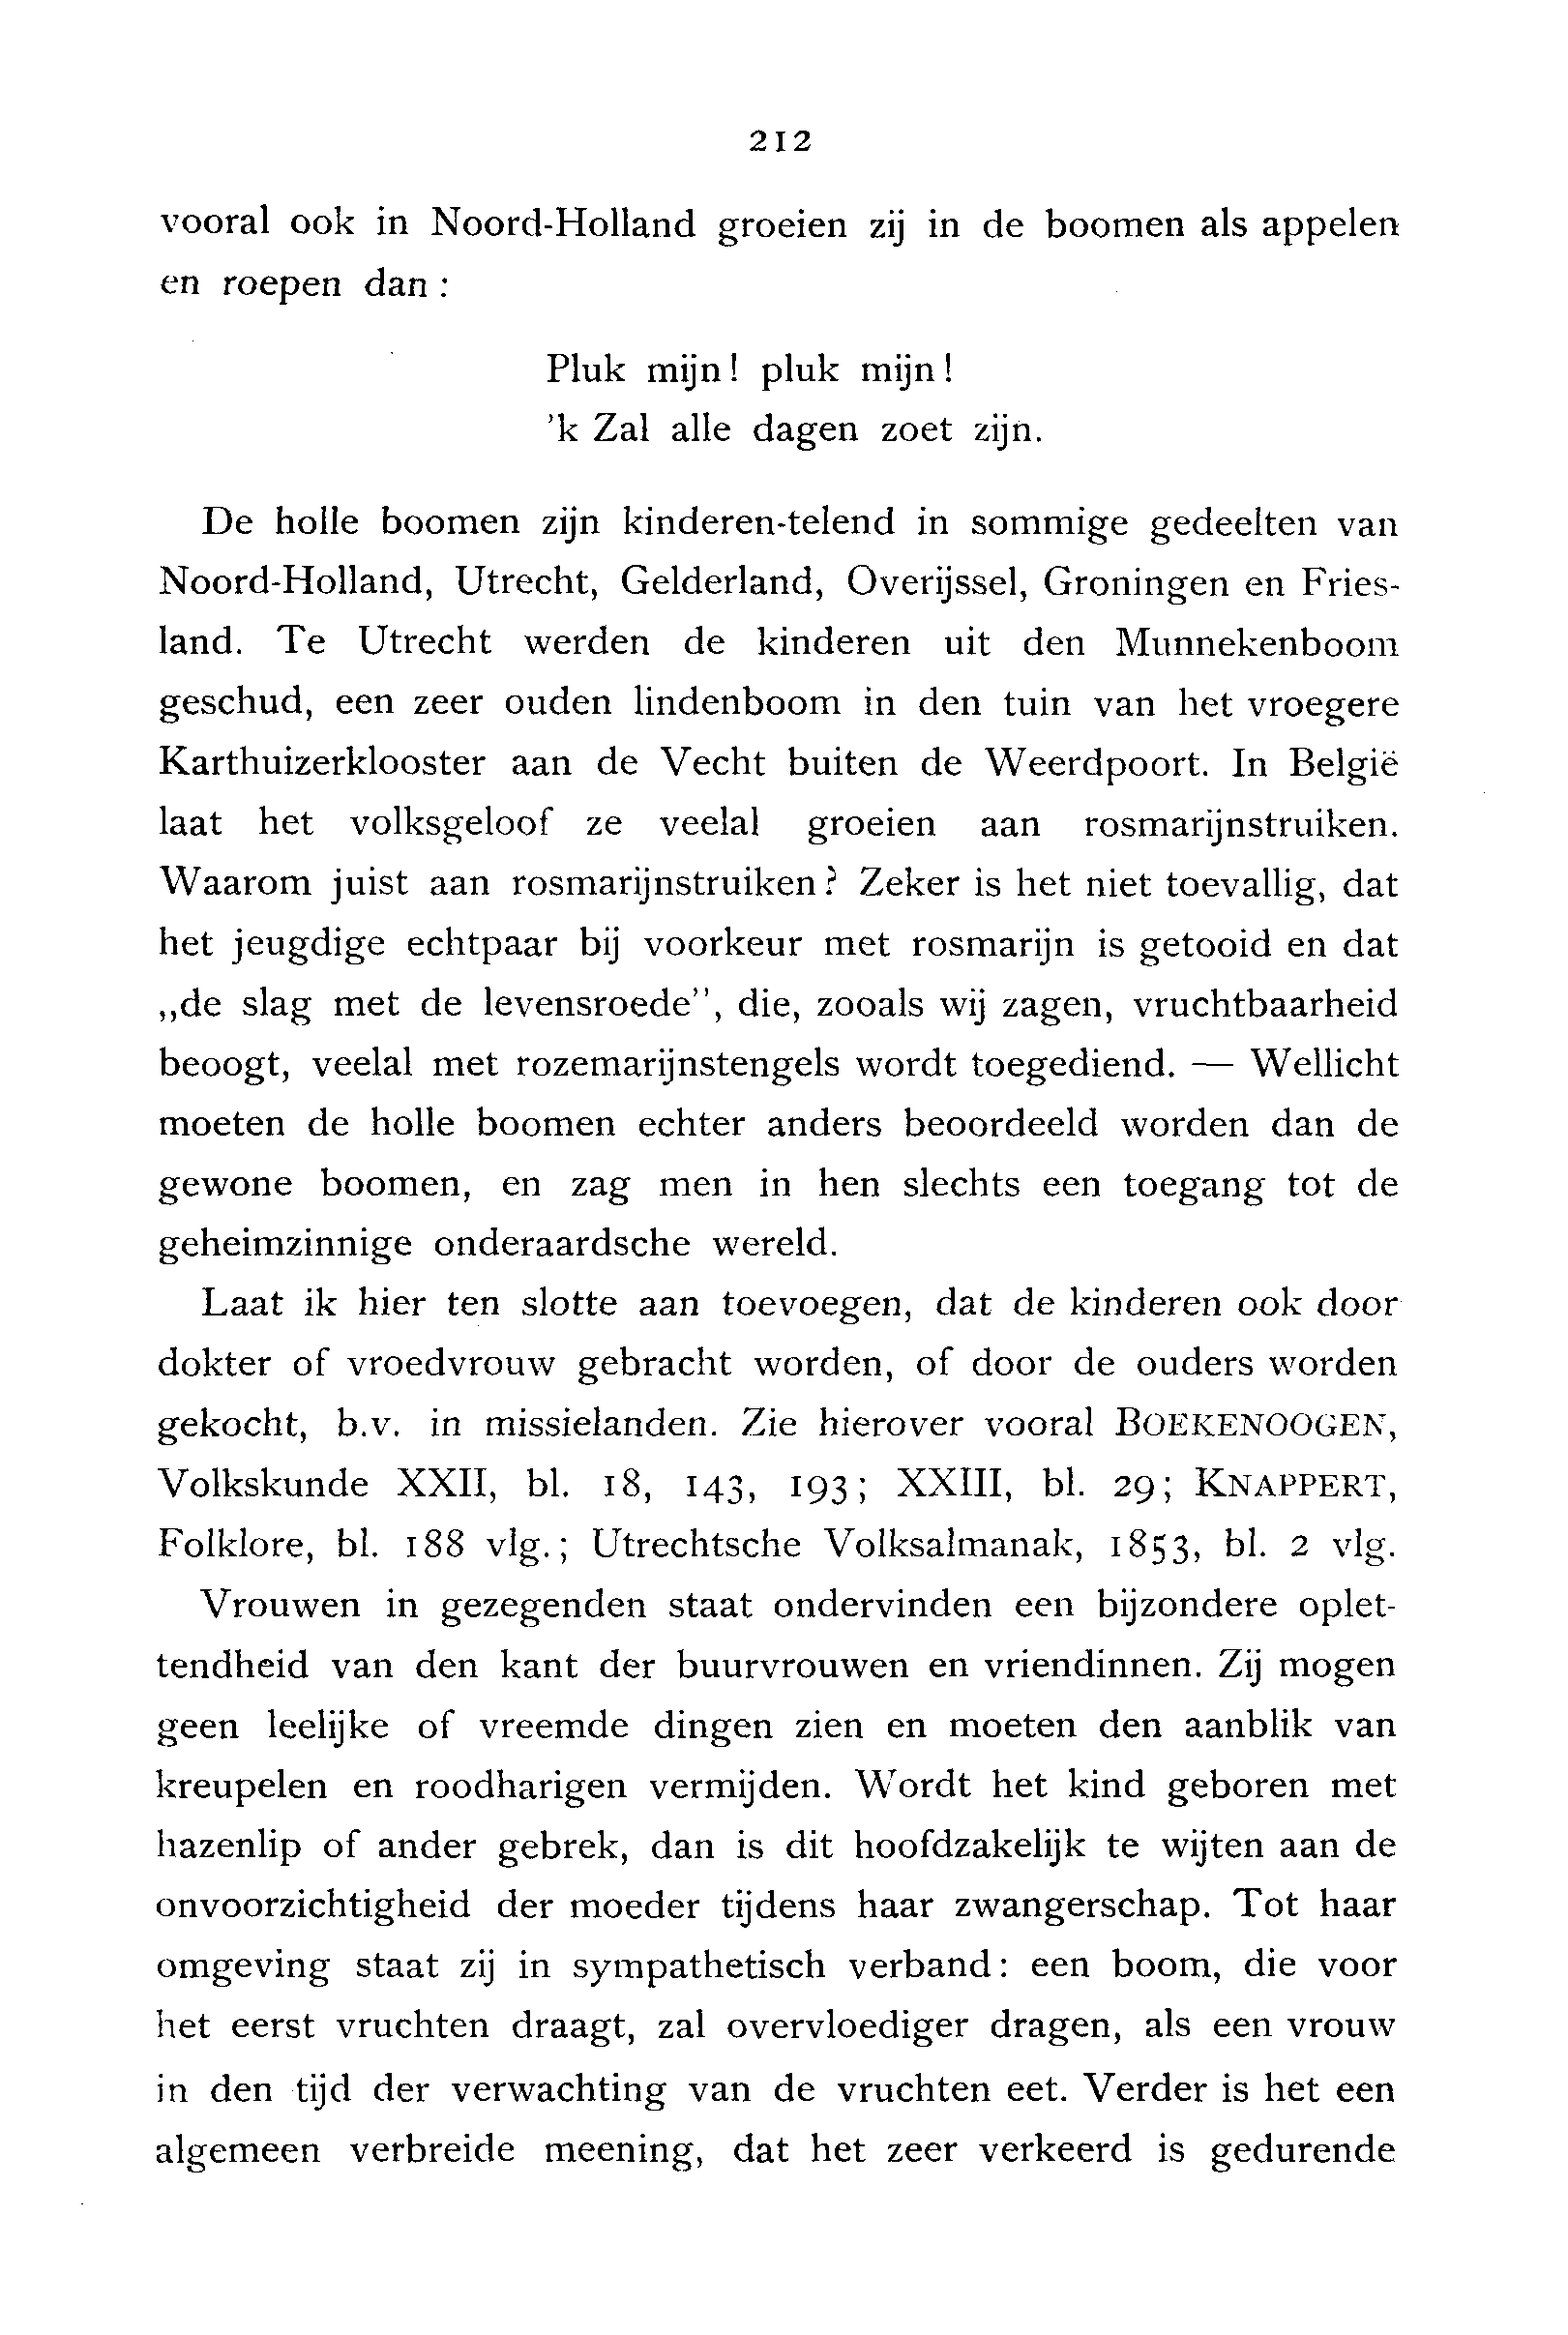 212
vooral ook in Noord-Holland groeien zij in de boomen als appelen
en roepen dan :
Pluk mijn! pluk mijn!
'k Zal alle dagen zoet zijn.
De holle boomen zijn kinderen-telend in sommige gedeelten van
Noord-Holland, Utrecht, Gelderland, Overijssel, Groningen en Fries-
land. Te Utrecht werden de kinderen uit den Munnekenboom
geschud, een zeer ouden lindenboom in den tuin van het vroegere
Karthuizerklooster aan de Vecht buiten de Weerdpoort. In België
laat het volksgeloof ze veelal groeien aan rosmarijnstruiken.
Waarom juist aan rosmarijnstruiken? Zeker is het niet toevallig, dat
het jeugdige echtpaar bij voorkeur met rosmarijn is getooid en dat
„de slag met de levensroede”, die, zooals wij zagen, vruchtbaarheid
beoogt, veelal met rozemarijnstengels wordt toegediend. — Wellicht
moeten de holle boomen echter anders beoordeeld worden dan de
gewone boomen, en zag men in hen slechts een toegang tot de
geheimzinnige onderaardsche wereld.
Laat ik hier ten slotte aan toevoegen, dat de kinderen ook door
dokter of vroedvrouw gebracht worden, of door de ouders worden
gekocht, b.v. in missielanden. Zie hierover vooral BOEKENOOGEN,
Volkskunde XXII, bl. 18, 143, 193; XXIII, bl. 29; KNAPPERT,
Folklore, bl. 188 vlg.; Utrechtsche Volksalmanak, 1853, bl. 2 vlg.
Vrouwen in gezegenden staat ondervinden een bijzondere oplet-
tendheid van den kant der buurvrouwen en vriendinnen. Zij mogen
geen leelijke of vreemde dingen zien en moeten den aanblik van
kreupelen en roodharigen vermijden. Wordt het kind geboren met
hazenlip of ander gebrek, dan is dit hoofdzakelijk te wijten aan de
onvoorzichtigheid der moeder tijdens haar zwangerschap. Tot haar
omgeving staat zij in sympathetisch verband: een boom, die voor
het eerst vruchten draagt, zal overvloediger dragen, als een vrouw
in den tijd der verwachting van de vruchten eet. Verder is het een
algemeen verbreide meening, dat het zeer verkeerd is gedurende